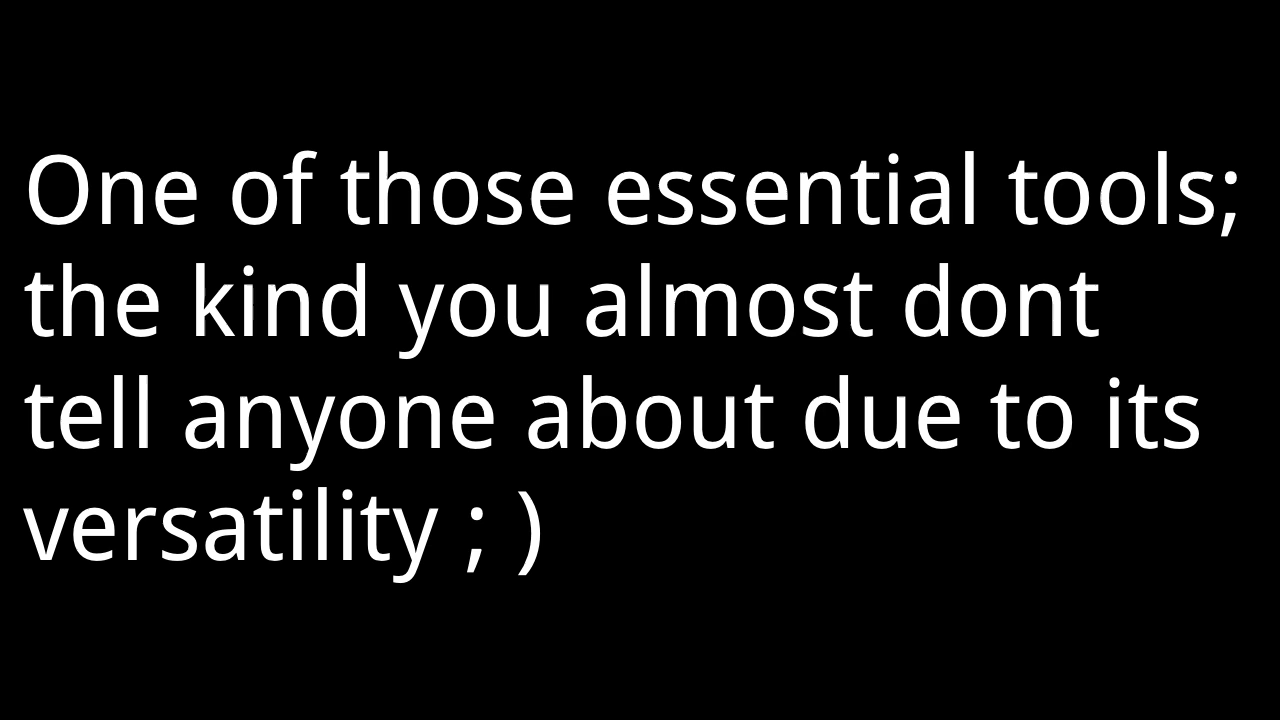 One of those essential tools;
the kind you almost dont
tell anyone about due to its
versatility ; )